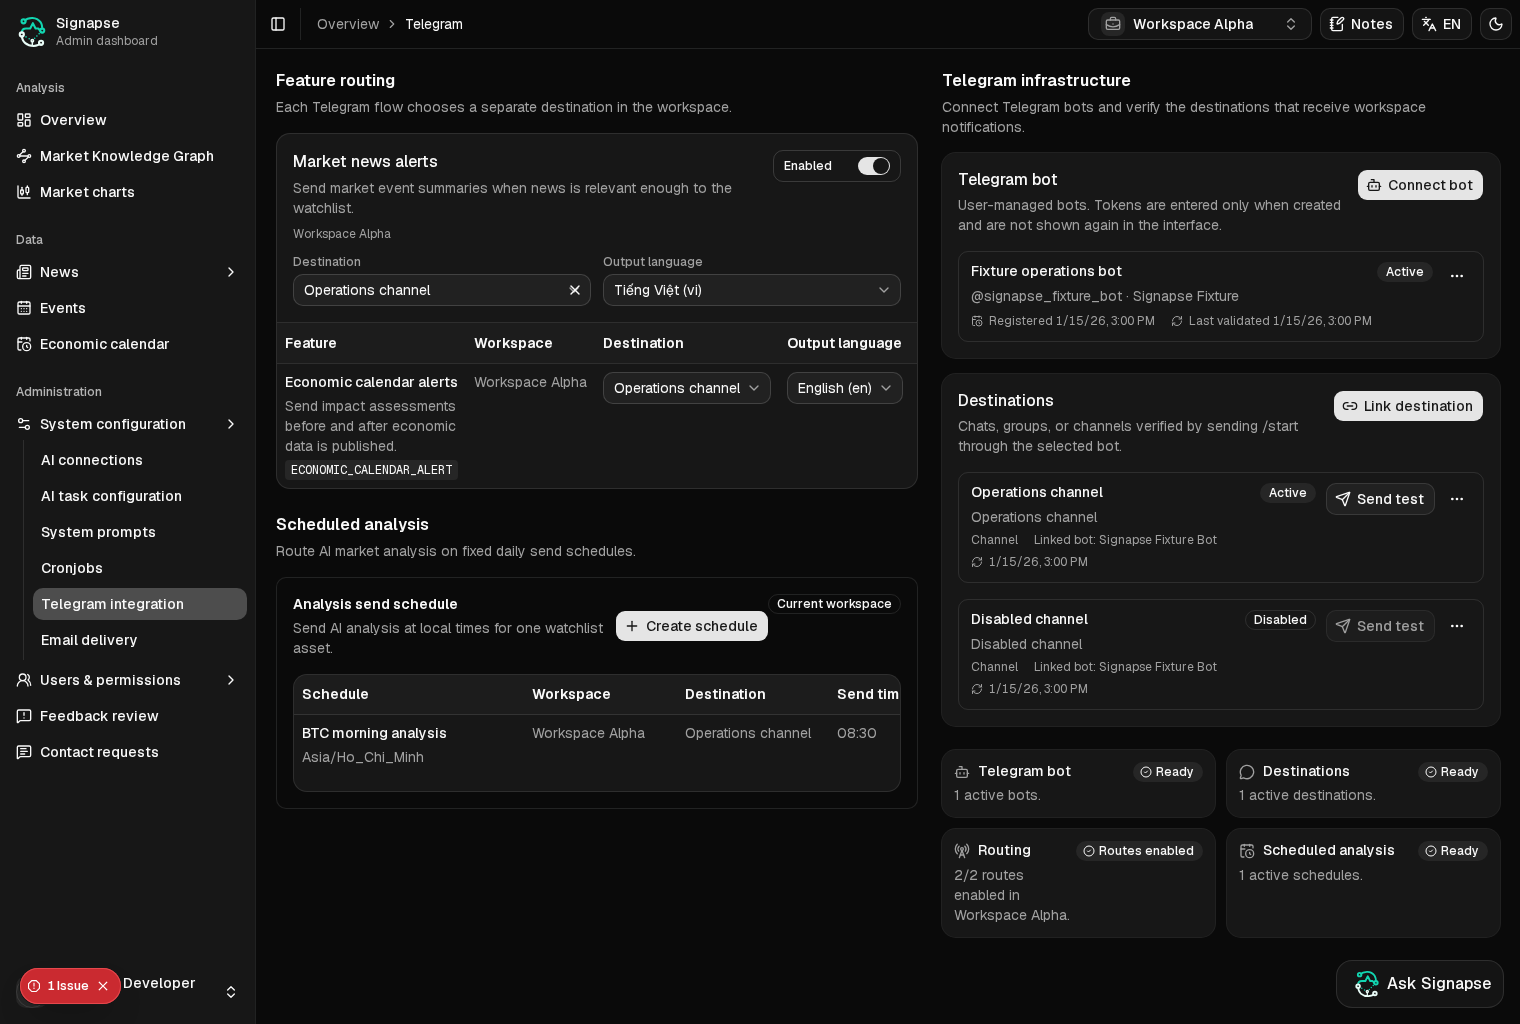 Signapse
Admin dashboard
Analysis
Overview
Market Knowledge Graph
Market charts
Data
News
Events
Economic calendar
Administration
System configuration
AI connections
AI task configuration
System prompts
Cronjobs
Telegram integration
Email delivery
Users & permissions
Feedback review
Contact requests
1 Issue
Developer
Overview > Telegram
Workspace Alpha
Notes
EN
Feature routing
Each Telegram flow chooses a separate destination in the workspace.
Market news alerts
Enabled
Send market event summaries when news is relevant enough to the
watchlist.
Workspace Alpha
Destination
Output language
Operations channel
Tiếng Việt (vi)
Feature Workspace Destination Output language
Economic calendar alerts Workspace Alpha Operations channel English (en)
Send impact assessments
before and after economic
data is published.
ECONOMIC_CALENDAR_ALERT
Scheduled analysis
Route AI market analysis on fixed daily send schedules.
Analysis send schedule
Current workspace
Send AI analysis at local times for one watchlist
asset.
Create schedule
Schedule Workspace Destination Send tim
BTC morning analysis Workspace Alpha Operations channel 08:30
Asia/Ho_Chi_Minh
Telegram infrastructure
Connect Telegram bots and verify the destinations that receive workspace
notifications.
Telegram bot
Connect bot
User-managed bots. Tokens are entered only when created
and are not shown again in the interface.
Fixture operations bot
Active
@signapse_fixture_bot · Signapse Fixture
Registered 1/15/26, 3:00 PM Last validated 1/15/26, 3:00 PM
Destinations
Link destination
Chats, groups, or channels verified by sending /start
through the selected bot.
Operations channel
Active
Send test
Operations channel
Channel Linked bot: Signapse Fixture Bot
1/15/26, 3:00 PM
Disabled channel
Disabled
Send test
Disabled channel
Channel Linked bot: Signapse Fixture Bot
1/15/26, 3:00 PM
Telegram bot
Ready
1 active bots.
Destinations
Ready
1 active destinations.
Routing
Routes enabled
2/2 routes
enabled in
Workspace Alpha.
Scheduled analysis
Ready
1 active schedules.
Ask Signapse